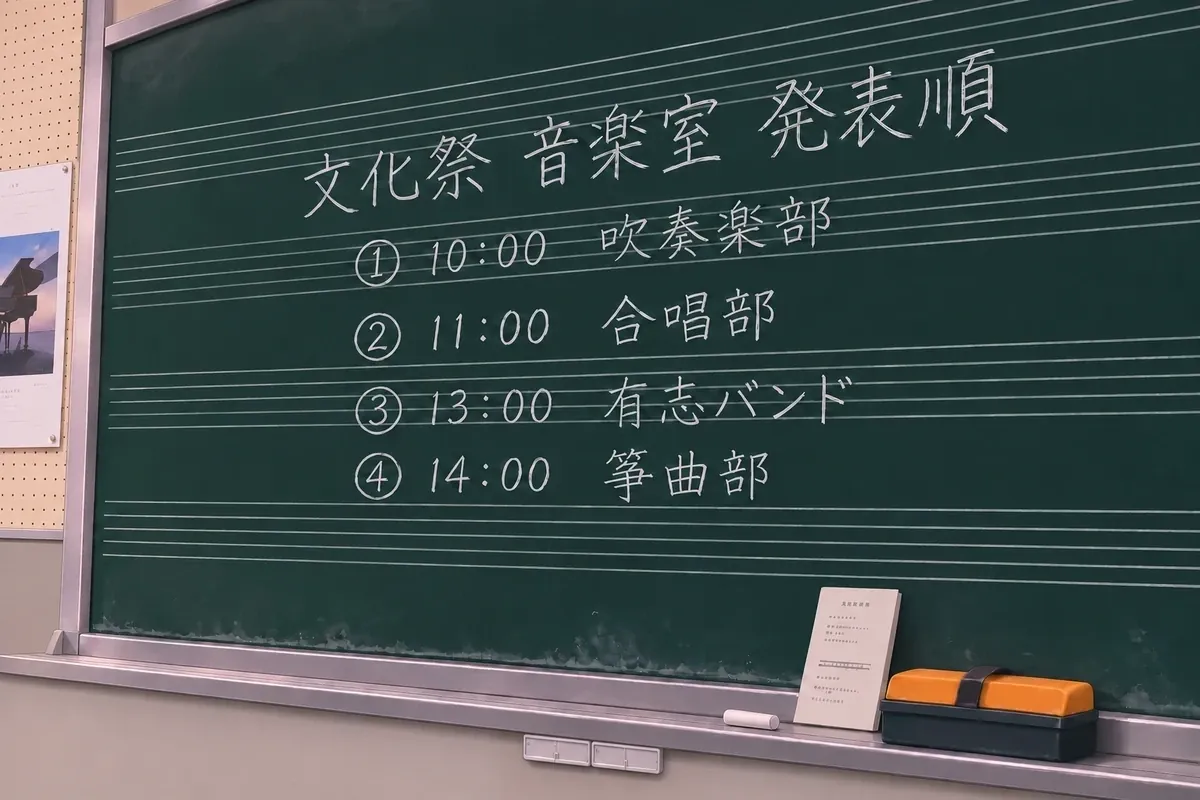 文化祭 音楽室 発表順
① 10:00 吹奏楽部
② 11:00 合唱部
③ 13:00 有志バンド
④ 14:00 箏曲部